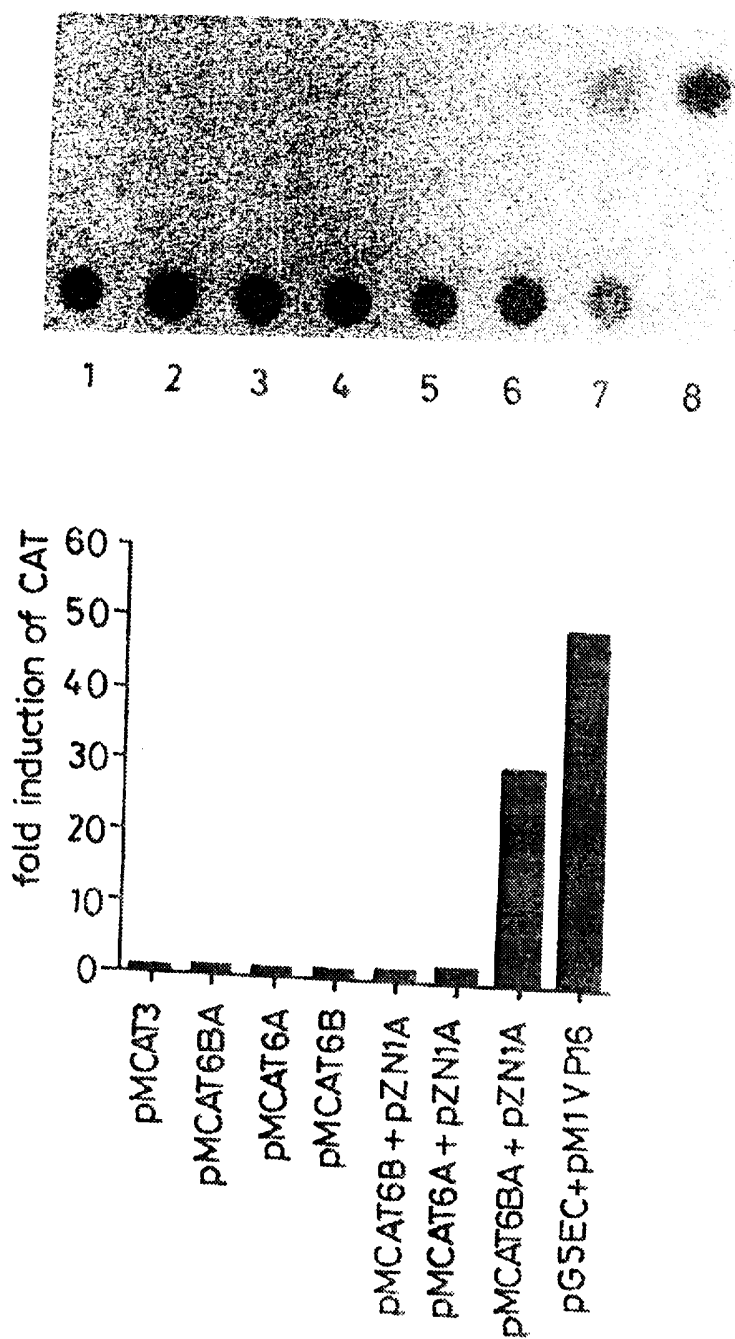 1 2 3 4 5 6 7 8
fold induction of CAT
60
50
40
30
20
10
0
pMCAT3
pMCAT6BA
pMCAT6A
pMCAT6B
pMCAT6B+pZN1A
pMCAT6A+pZN1A
pMCAT6BA+pZN1A
pG5EC+pM1VP16